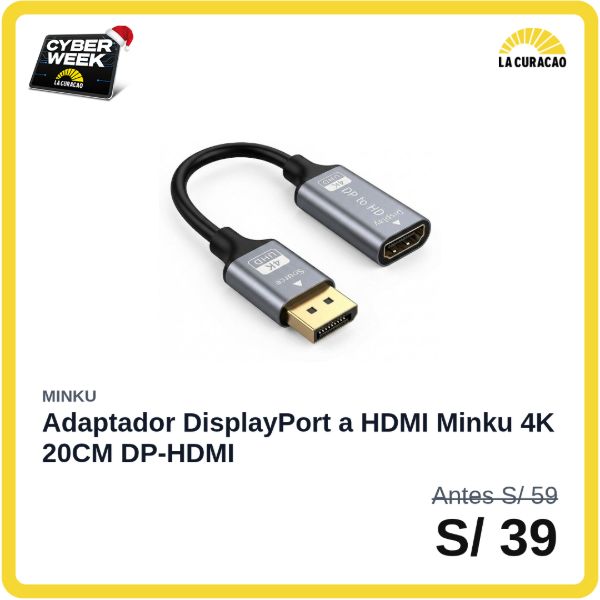 CYBER
WEEK
LA CURACAO
LA CURACAO
4K
UHD
DP to HD
Display
4K
UHD
Source
MINKU
Adaptador DisplayPort a HDMI Minku 4K
20CM DP-HDMI
Antes S/ 59
S/ 39